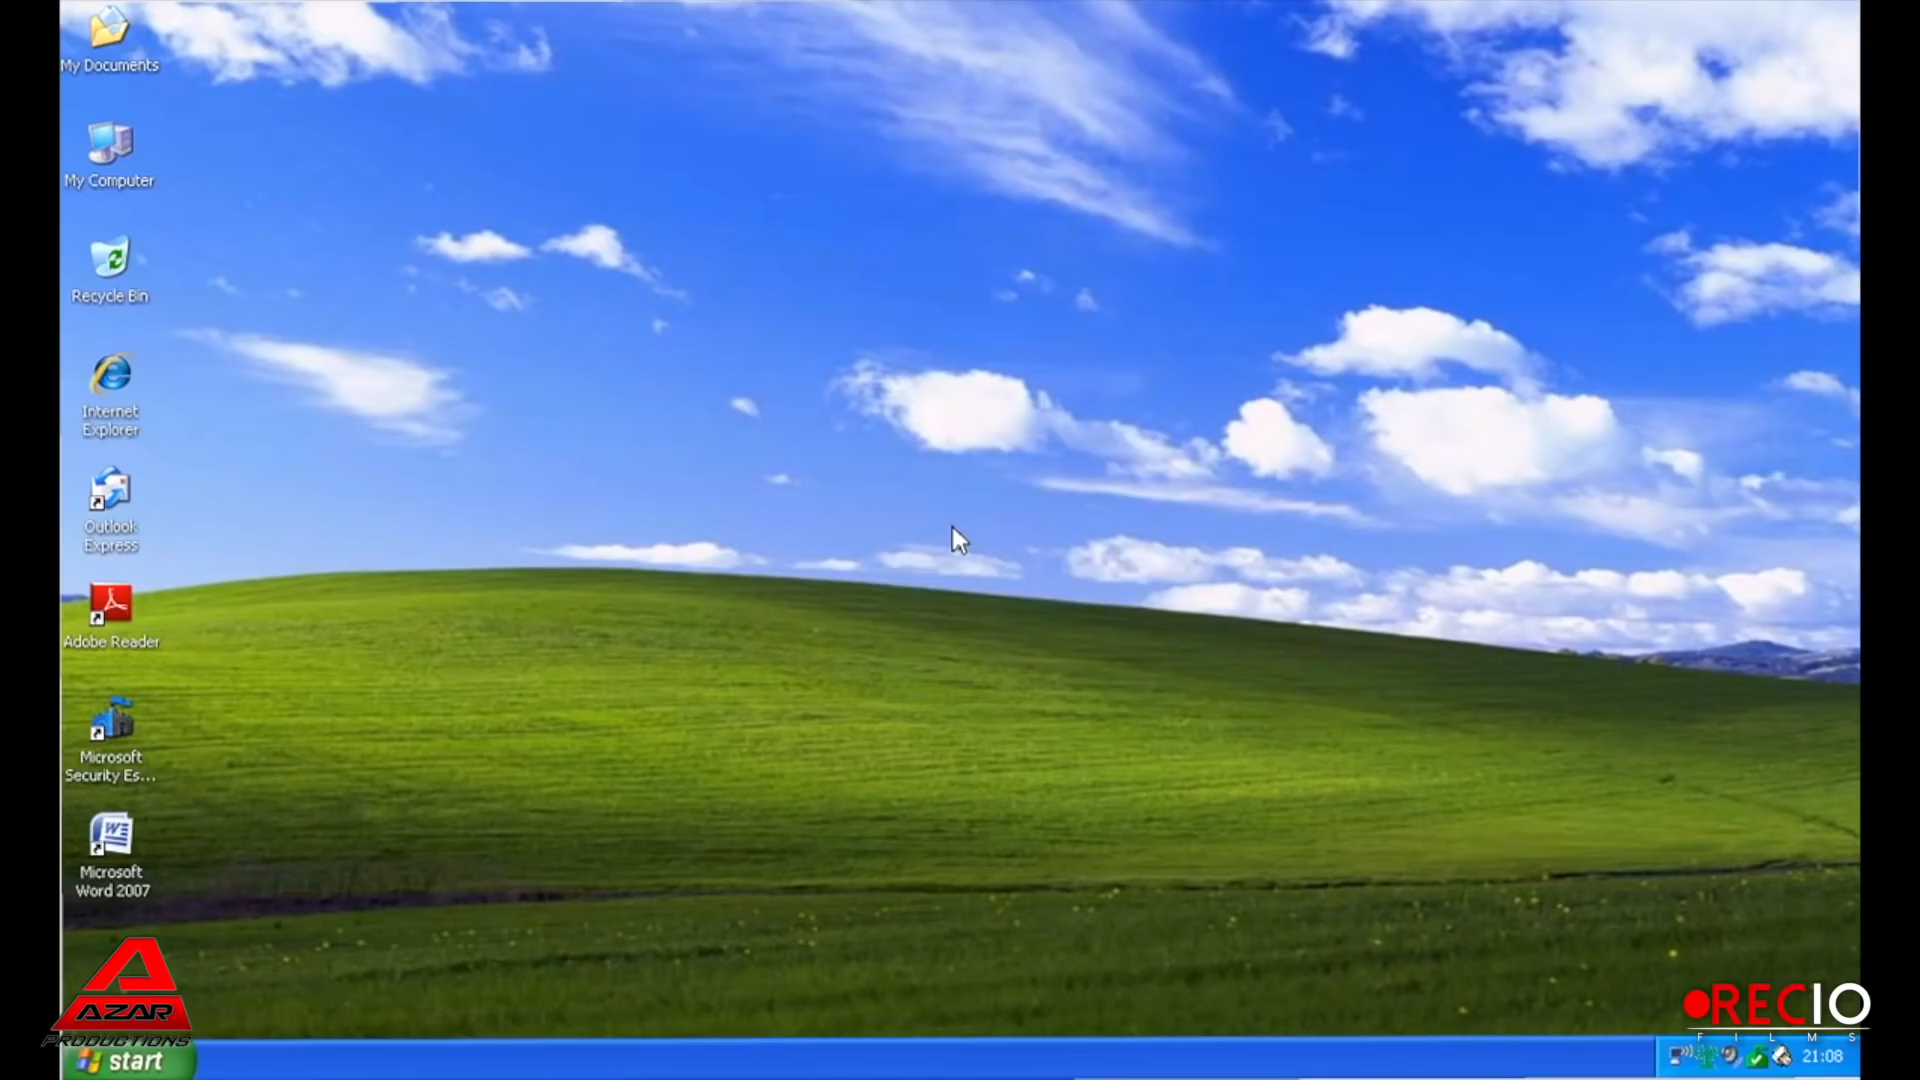 My Documents
My Computer
Recycle Bin
Internet
Explorer
Outlook
Express
Adobe Reader
Microsoft
Security Es...
Microsoft
Word 2007
AZAR
PRODUCTIONS
start
RECIO
FILMS
21:08